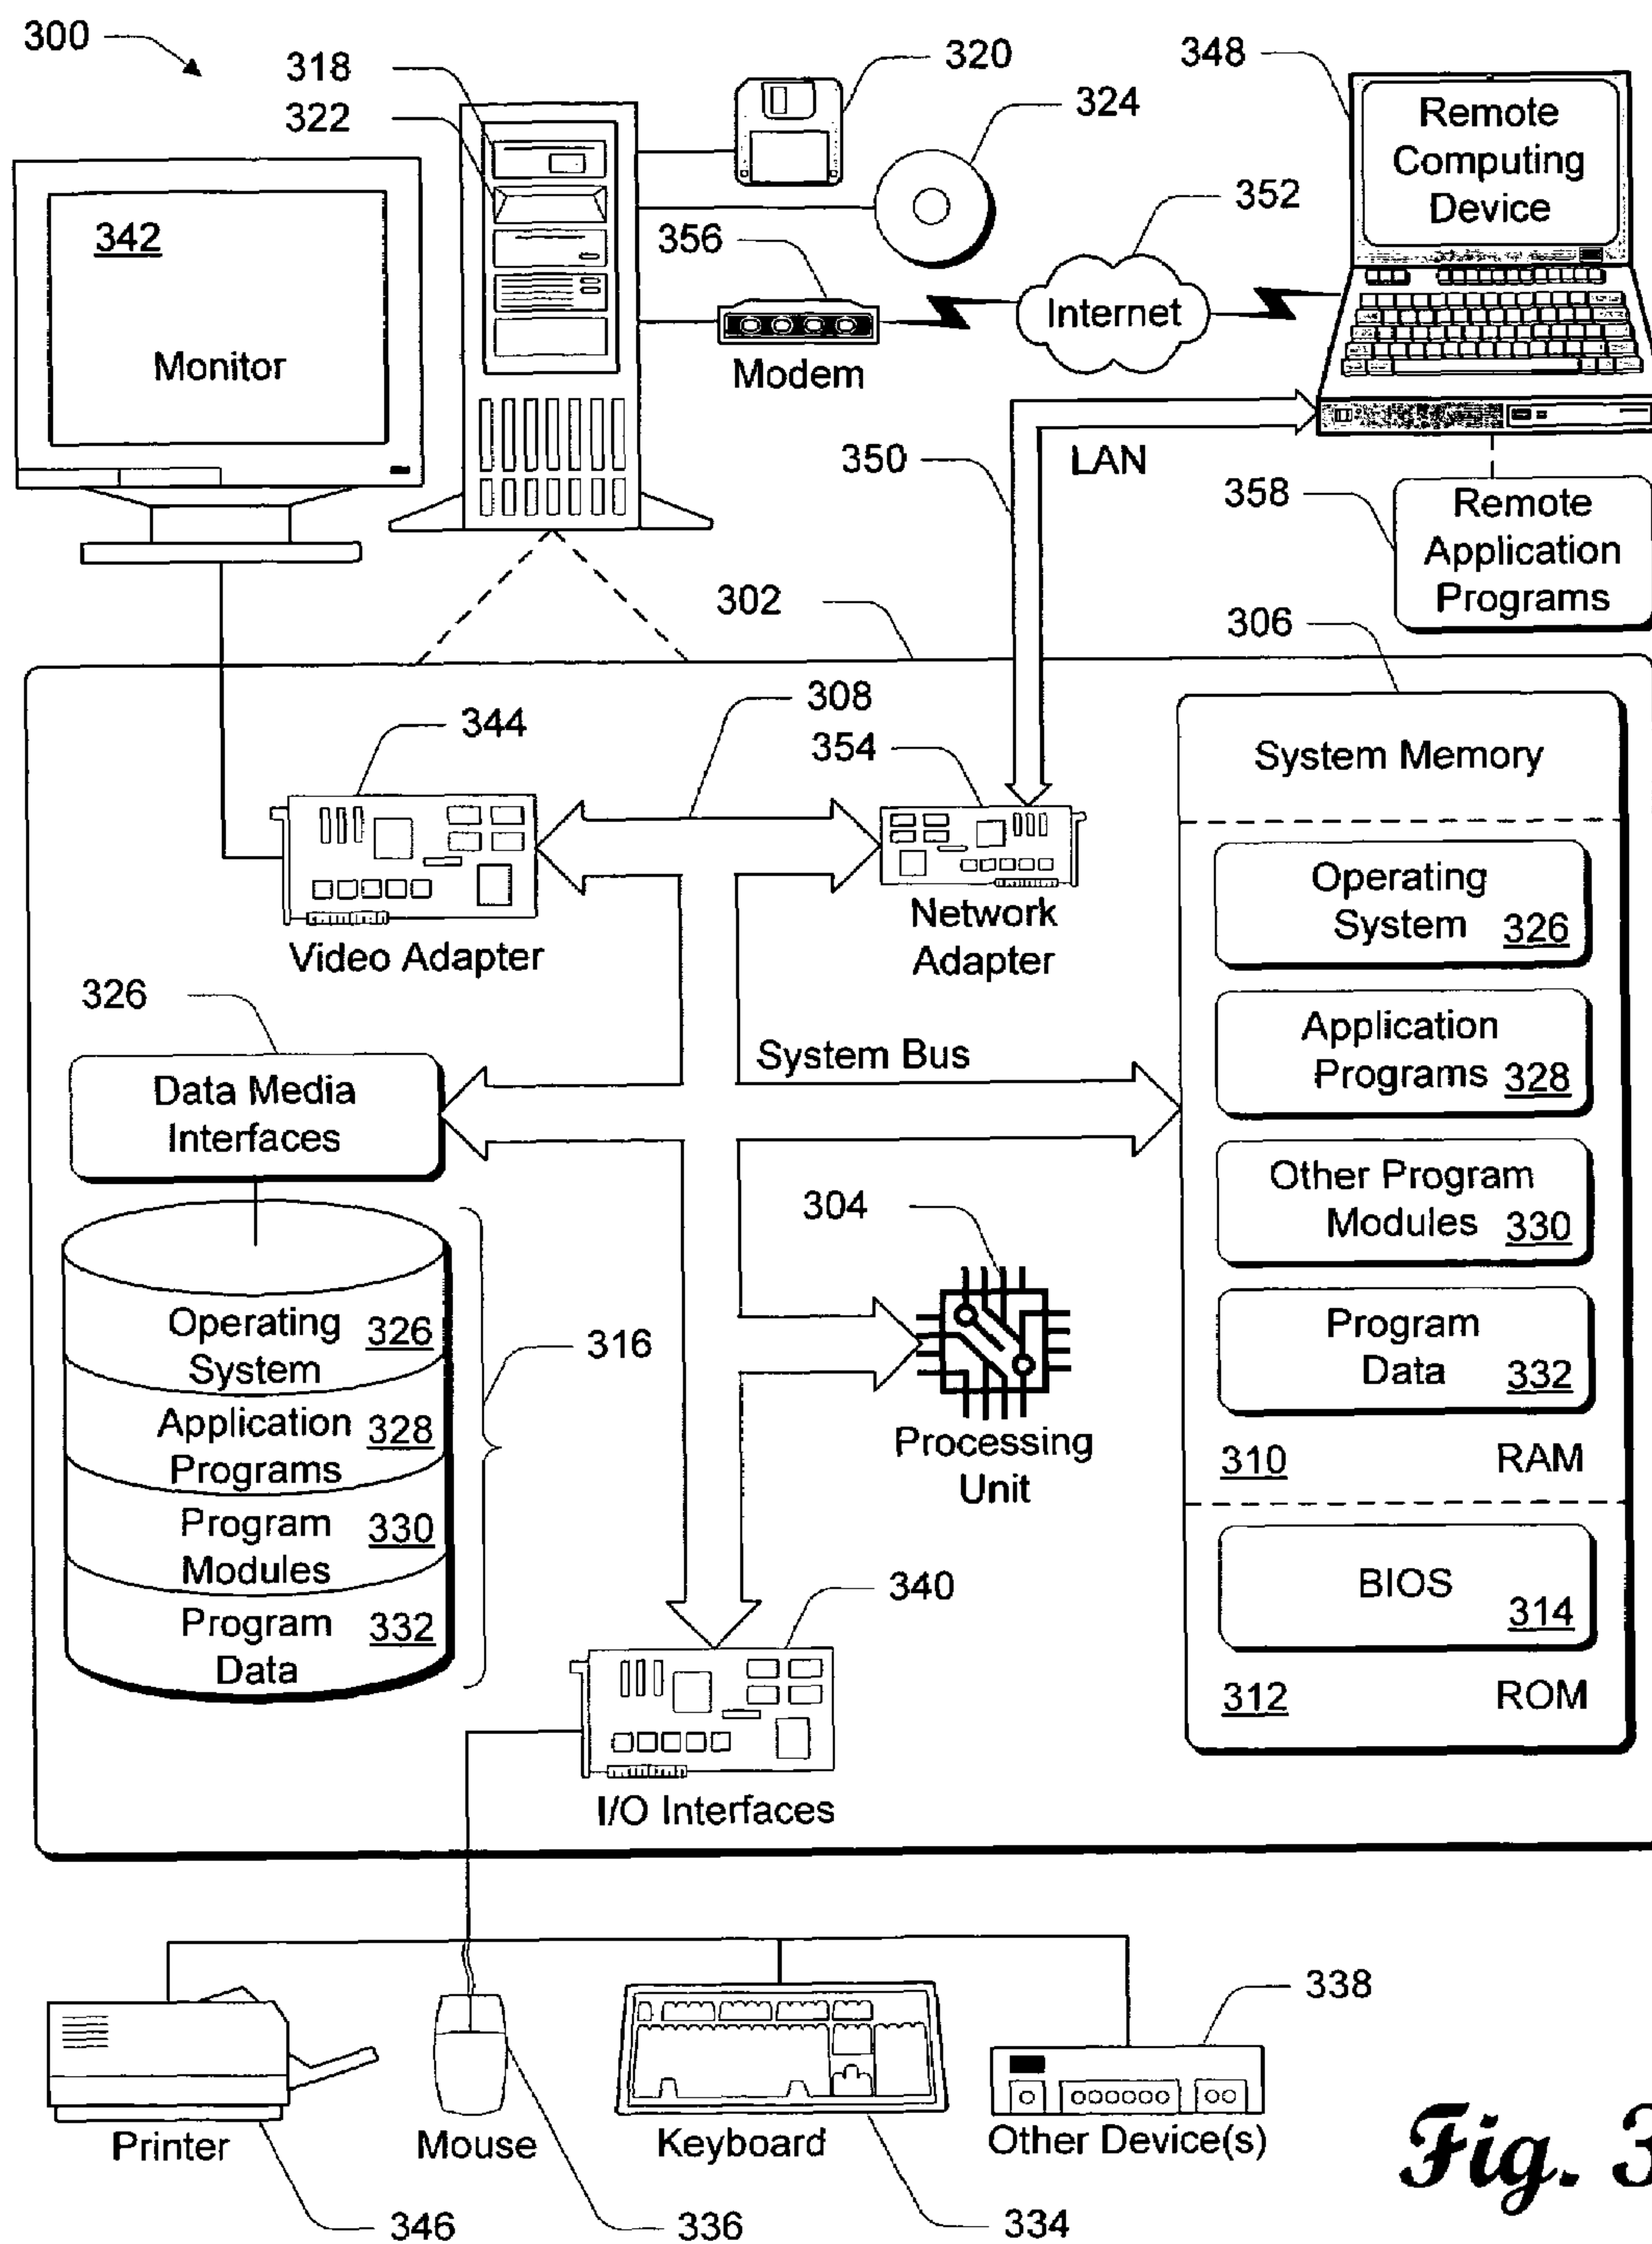 300
318
322
320
324
348
Remote
Computing
Device
342
Monitor
356
352
Internet
Modem
350
LAN
358
Remote
Application
Programs
302
306
308
344
354
System Memory
Operating
System 326
Video Adapter
Network
Adapter
326
Application
Programs 328
System Bus
Data Media
Interfaces
Other Program
Modules 330
304
Operating 326
System
316
Program
Data 332
Application 328
Programs
Processing
Unit
310 RAM
Program 330
Modules
BIOS
314
340
Program 332
Data
312 ROM
I/O Interfaces
338
Printer
Mouse
Keyboard
Other Device(s)
346
336
334
Fig. 3